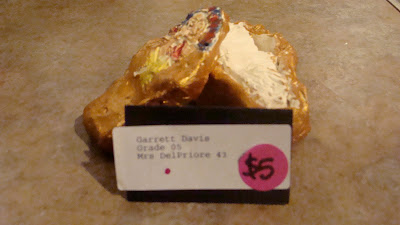 Garrett Davis
Grade 05
Mrs DelPriore 43
$5